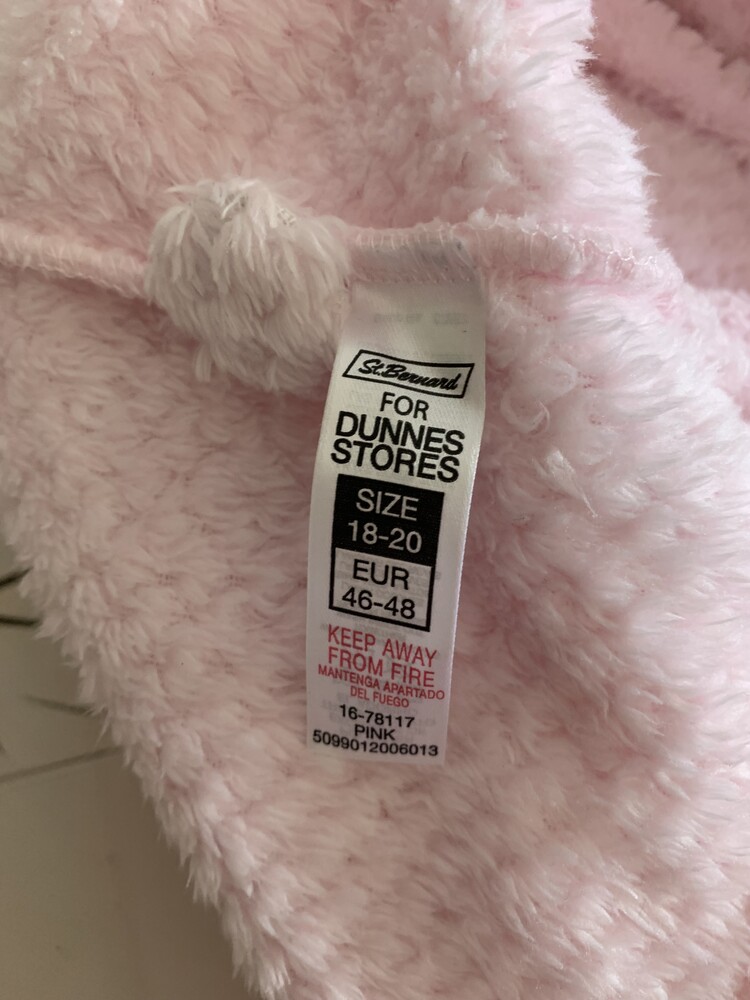 St.Bernard
FOR
DUNNES
STORES
SIZE
18-20
EUR
46-48
KEEP AWAY
FROM FIRE
MANTENGA APARTADO
DEL FUEGO
16-78117
PINK
5099012006013